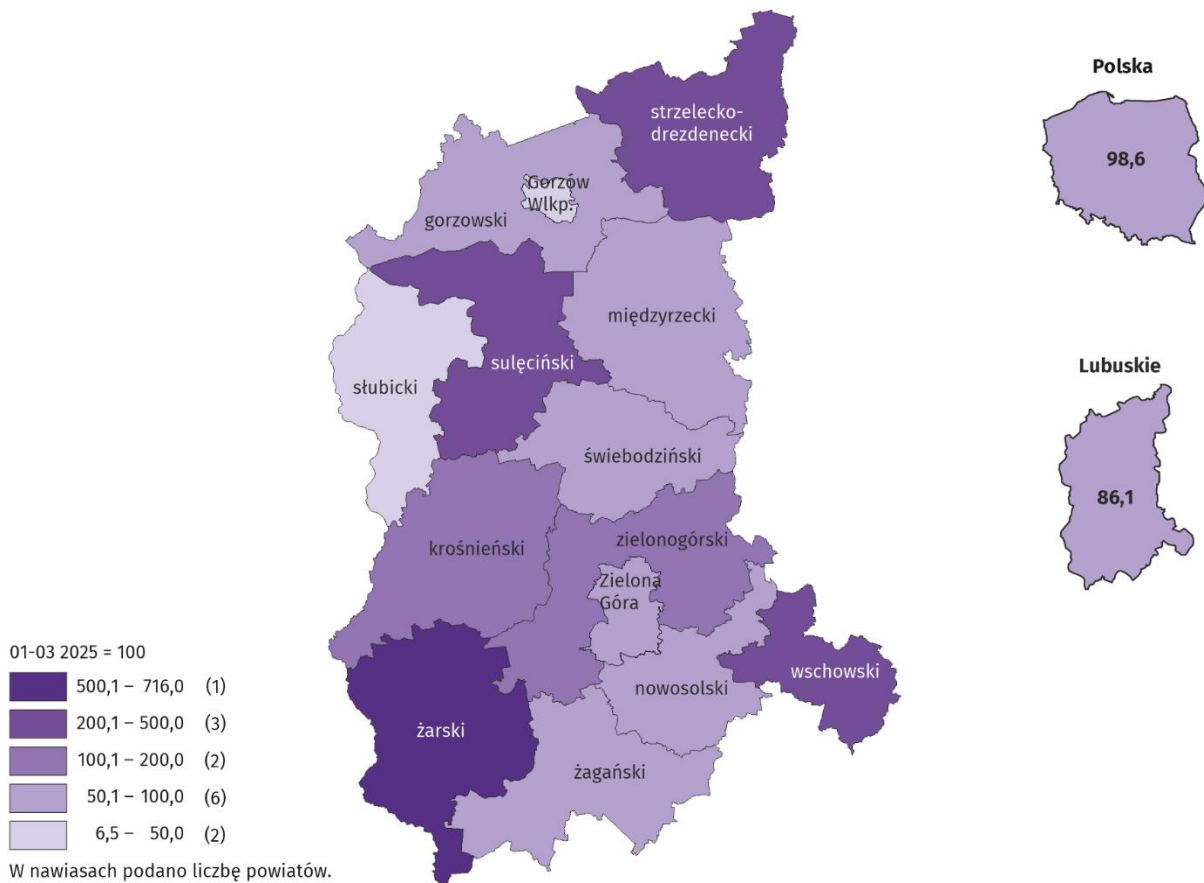 strzelecko-
drezdenecki
Gorzów
Wlkp.
gorzowski
międzyrzecki
sulęciński
słubicki
świebodziński
krośnieński
zielonogórski
Zielona
Góra
wschowski
nowosolski
żarski
żagański
Polska
98,6
Lubuskie
86,1
01-03 2025 = 100
500,1 – 716,0 (1)
200,1 – 500,0 (3)
100,1 – 200,0 (2)
50,1 – 100,0 (6)
6,5 – 50,0 (2)
W nawiasach podano liczbę powiatów.